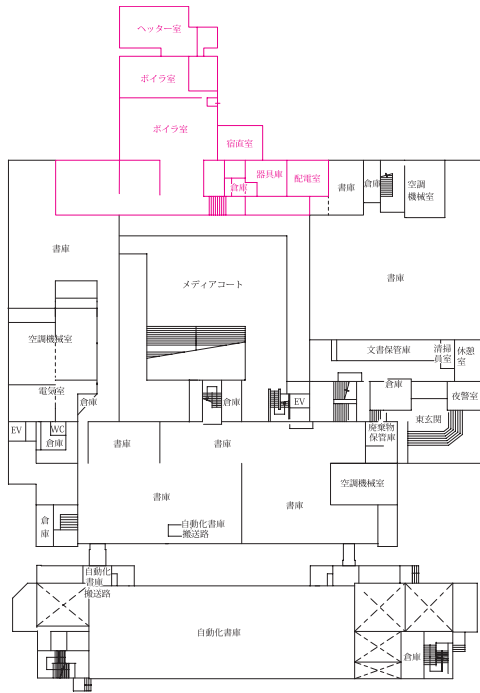 ヘッター室
ボイラ室
ボイラ室
宿直室
器具庫
配電室
倉庫
書庫
倉庫
空調
機械室
書庫
メディアコート
書庫
空調機械室
文書保管庫
清掃
員室
休憩
室
電気室
倉庫
倉庫
EV
倉庫
夜警室
東玄関
EV
WC
倉庫
書庫
書庫
廃棄物
保管庫
空調機械室
書庫
書庫
倉
庫
自動化書庫
搬送路
自動化
書庫
搬送路
自動化書庫
倉庫